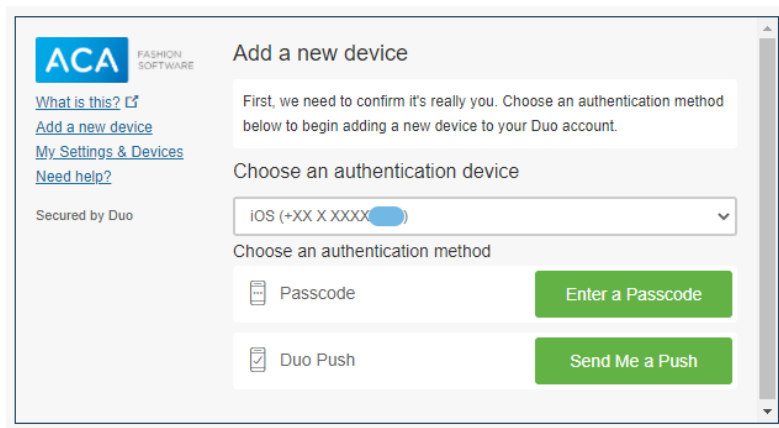 ACA FASHION
SOFTWARE
What is this?
Add a new device
My Settings & Devices
Need help?
Secured by Duo
Add a new device
First, we need to confirm it's really you. Choose an authentication method
below to begin adding a new device to your Duo account.
Choose an authentication device
iOS (+XX X XXXX )
Choose an authentication method
Passcode
Enter a Passcode
Duo Push
Send Me a Push